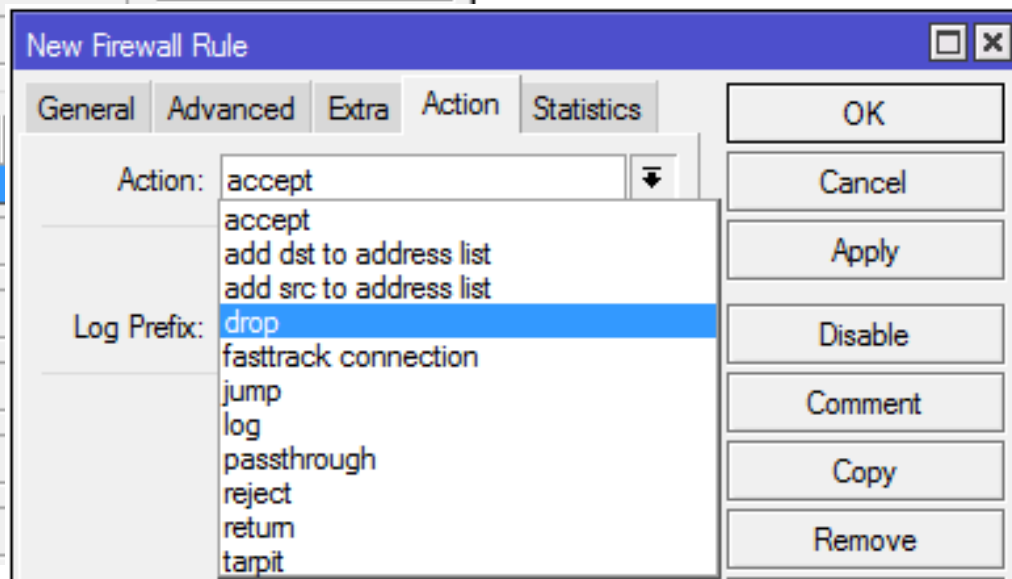 New Firewall Rule
General Advanced Extra Action Statistics
Action: accept
accept
add dst to address list
add src to address list
drop
fasttrack connection
jump
log
passthrough
reject
return
tarpit
Log Prefix:
OK
Cancel
Apply
Disable
Comment
Copy
Remove